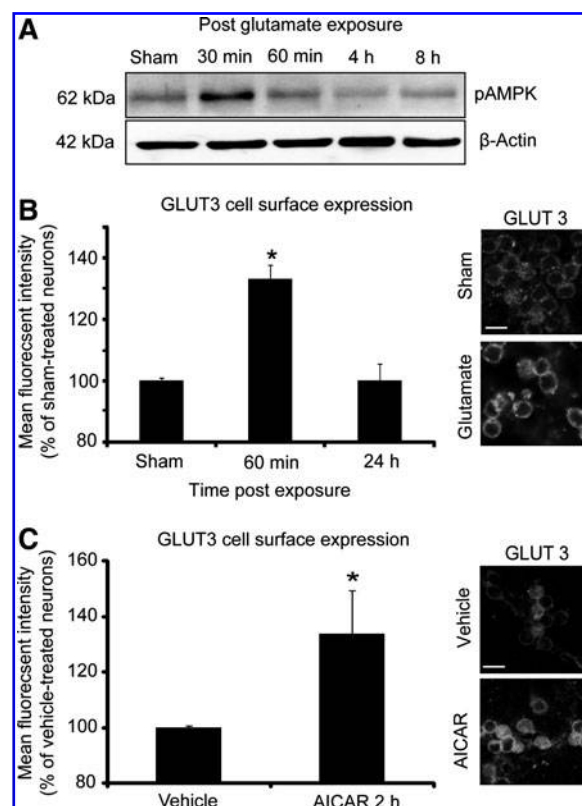 A
Post glutamate exposure
Sham 30 min 60 min 4 h 8 h
62 kDa pAMPK
42 kDa β-Actin
B
GLUT3 cell surface expression
Mean fluorescent intensity
(% of sham-treated neurons)
140
120
100
80
*
Sham 60 min 24 h
Time post exposure
GLUT 3
Sham
Glutamate
C
GLUT3 cell surface expression
Mean fluoresecnt intensity
(% of vehicle-treated neurons)
160
140
120
100
80
*
Vehicle AICAR 2 h
GLUT 3
Vehicle
AICAR